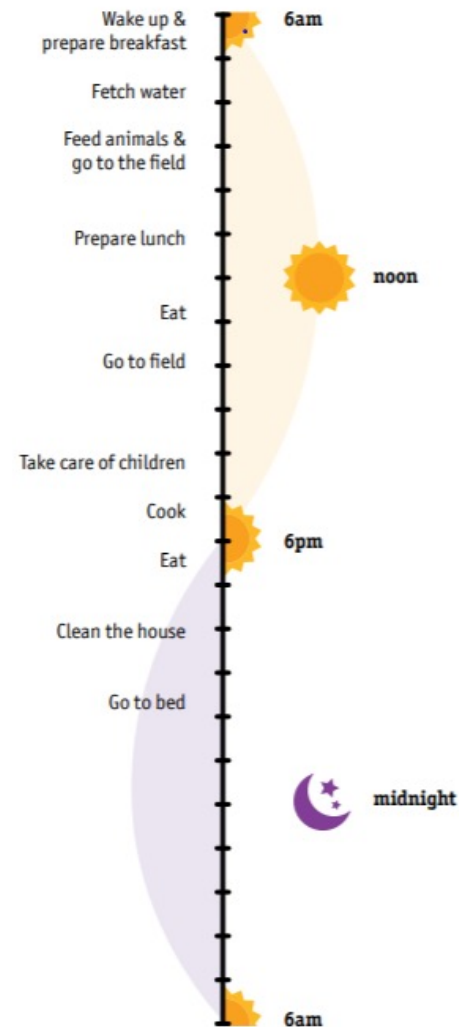 Wake up &
prepare breakfast
6am
Fetch water
Feed animals &
go to the field
Prepare lunch
noon
Eat
Go to field
Take care of children
Cook
6pm
Eat
Clean the house
Go to bed
midnight
6am